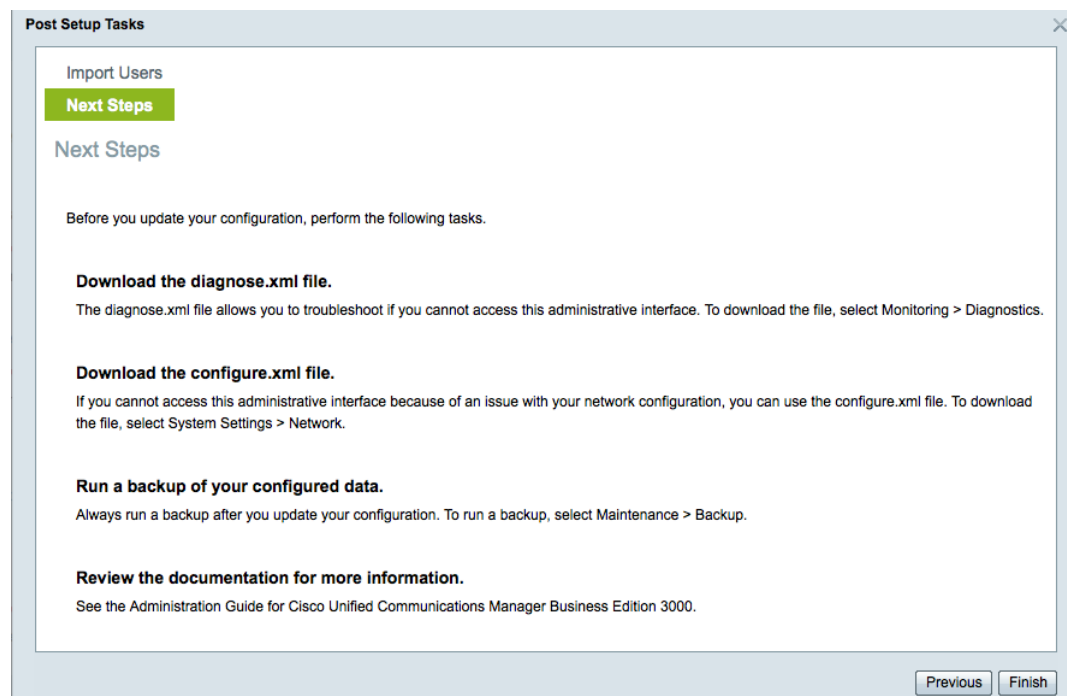 Post Setup Tasks
Import Users
Next Steps
Next Steps
Before you update your configuration, perform the following tasks.
Download the diagnose.xml file.
The diagnose.xml file allows you to troubleshoot if you cannot access this administrative interface. To download the file, select Monitoring > Diagnostics.
Download the configure.xml file.
If you cannot access this administrative interface because of an issue with your network configuration, you can use the configure.xml file. To download
the file, select System Settings > Network.
Run a backup of your configured data.
Always run a backup after you update your configuration. To run a backup, select Maintenance > Backup.
Review the documentation for more information.
See the Administration Guide for Cisco Unified Communications Manager Business Edition 3000.
Previous Finish